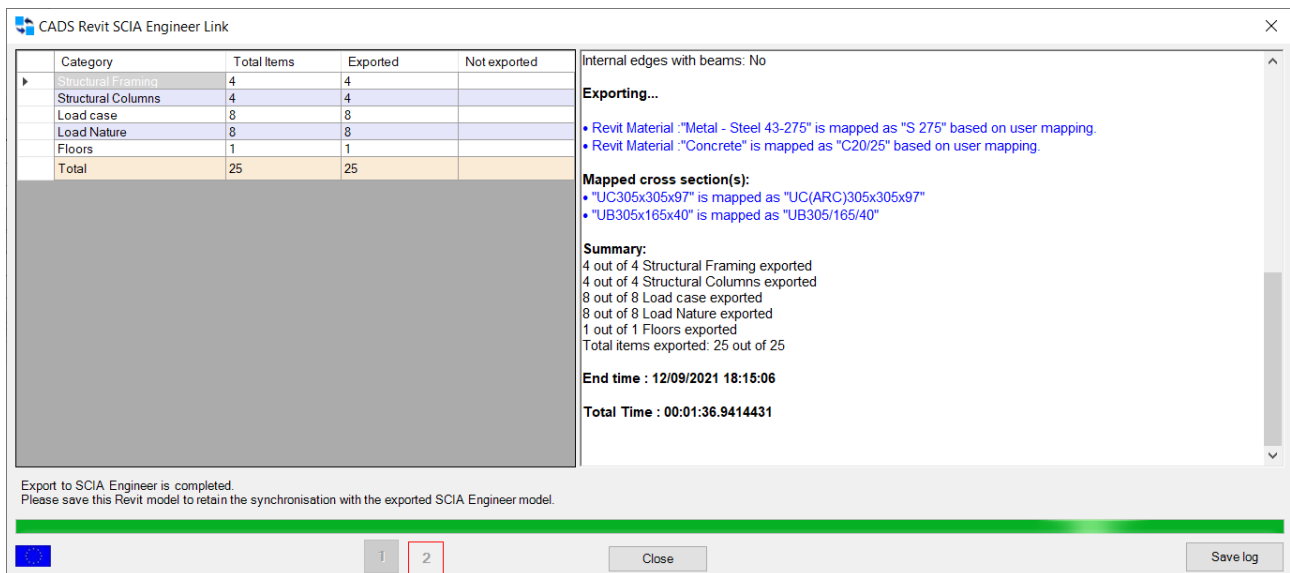 CADS Revit SCIA Engineer Link
Category Total Items Exported Not exported
Structural Framing 4 4
Structural Columns 4 4
Load case 8 8
Load Nature 8 8
Floors 1 1
Total 25 25
Internal edges with beams: No
Exporting...
• Revit Material :"Metal - Steel 43-275" is mapped as "S 275" based on user mapping.
• Revit Material :"Concrete" is mapped as "C20/25" based on user mapping.
Mapped cross section(s):
• "UC305x305x97" is mapped as "UC(ARC)305x305x97"
• "UB305x165x40" is mapped as "UB305/165/40"
Summary:
4 out of 4 Structural Framing exported
4 out of 4 Structural Columns exported
8 out of 8 Load case exported
8 out of 8 Load Nature exported
1 out of 1 Floors exported
Total items exported: 25 out of 25
End time : 12/09/2021 18:15:06
Total Time : 00:01:36.9414431
Export to SCIA Engineer is completed.
Please save this Revit model to retain the synchronisation with the exported SCIA Engineer model.
1 2 Close Save log